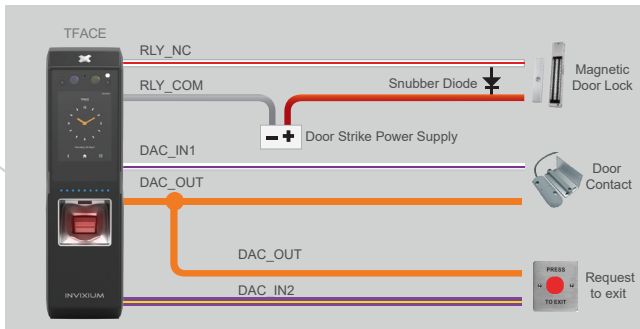 TFACE
RLY_NC
RLY_COM
Snubber Diode
Magnetic
Door Lock
Door Strike Power Supply
DAC_IN1
DAC_OUT
Door
Contact
DAC_OUT
DAC_IN2
PRESS
TO EXIT
Request
to exit
INVIXIUM